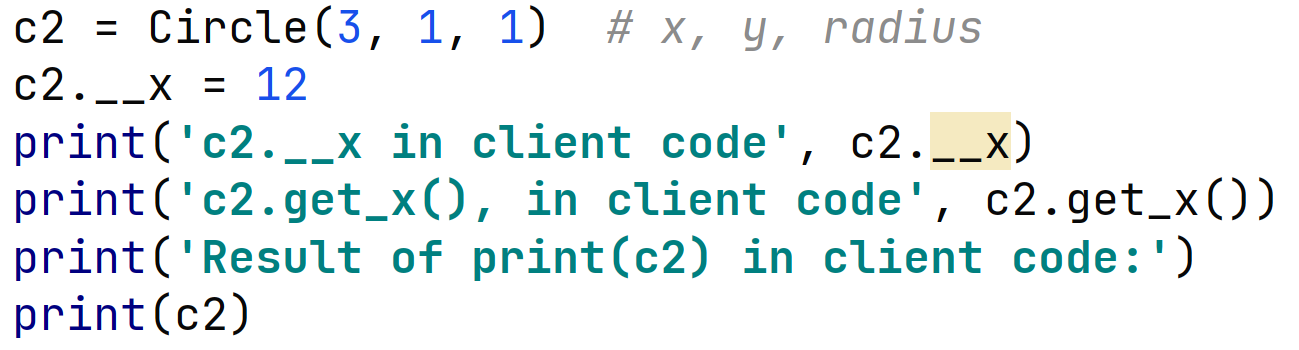 c2 = Circle(3, 1, 1)  # x, y, radius
c2.__x = 12
print('c2.__x in client code', c2.__x)
print('c2.get_x(), in client code', c2.get_x())
print('Result of print(c2) in client code:')
print(c2)